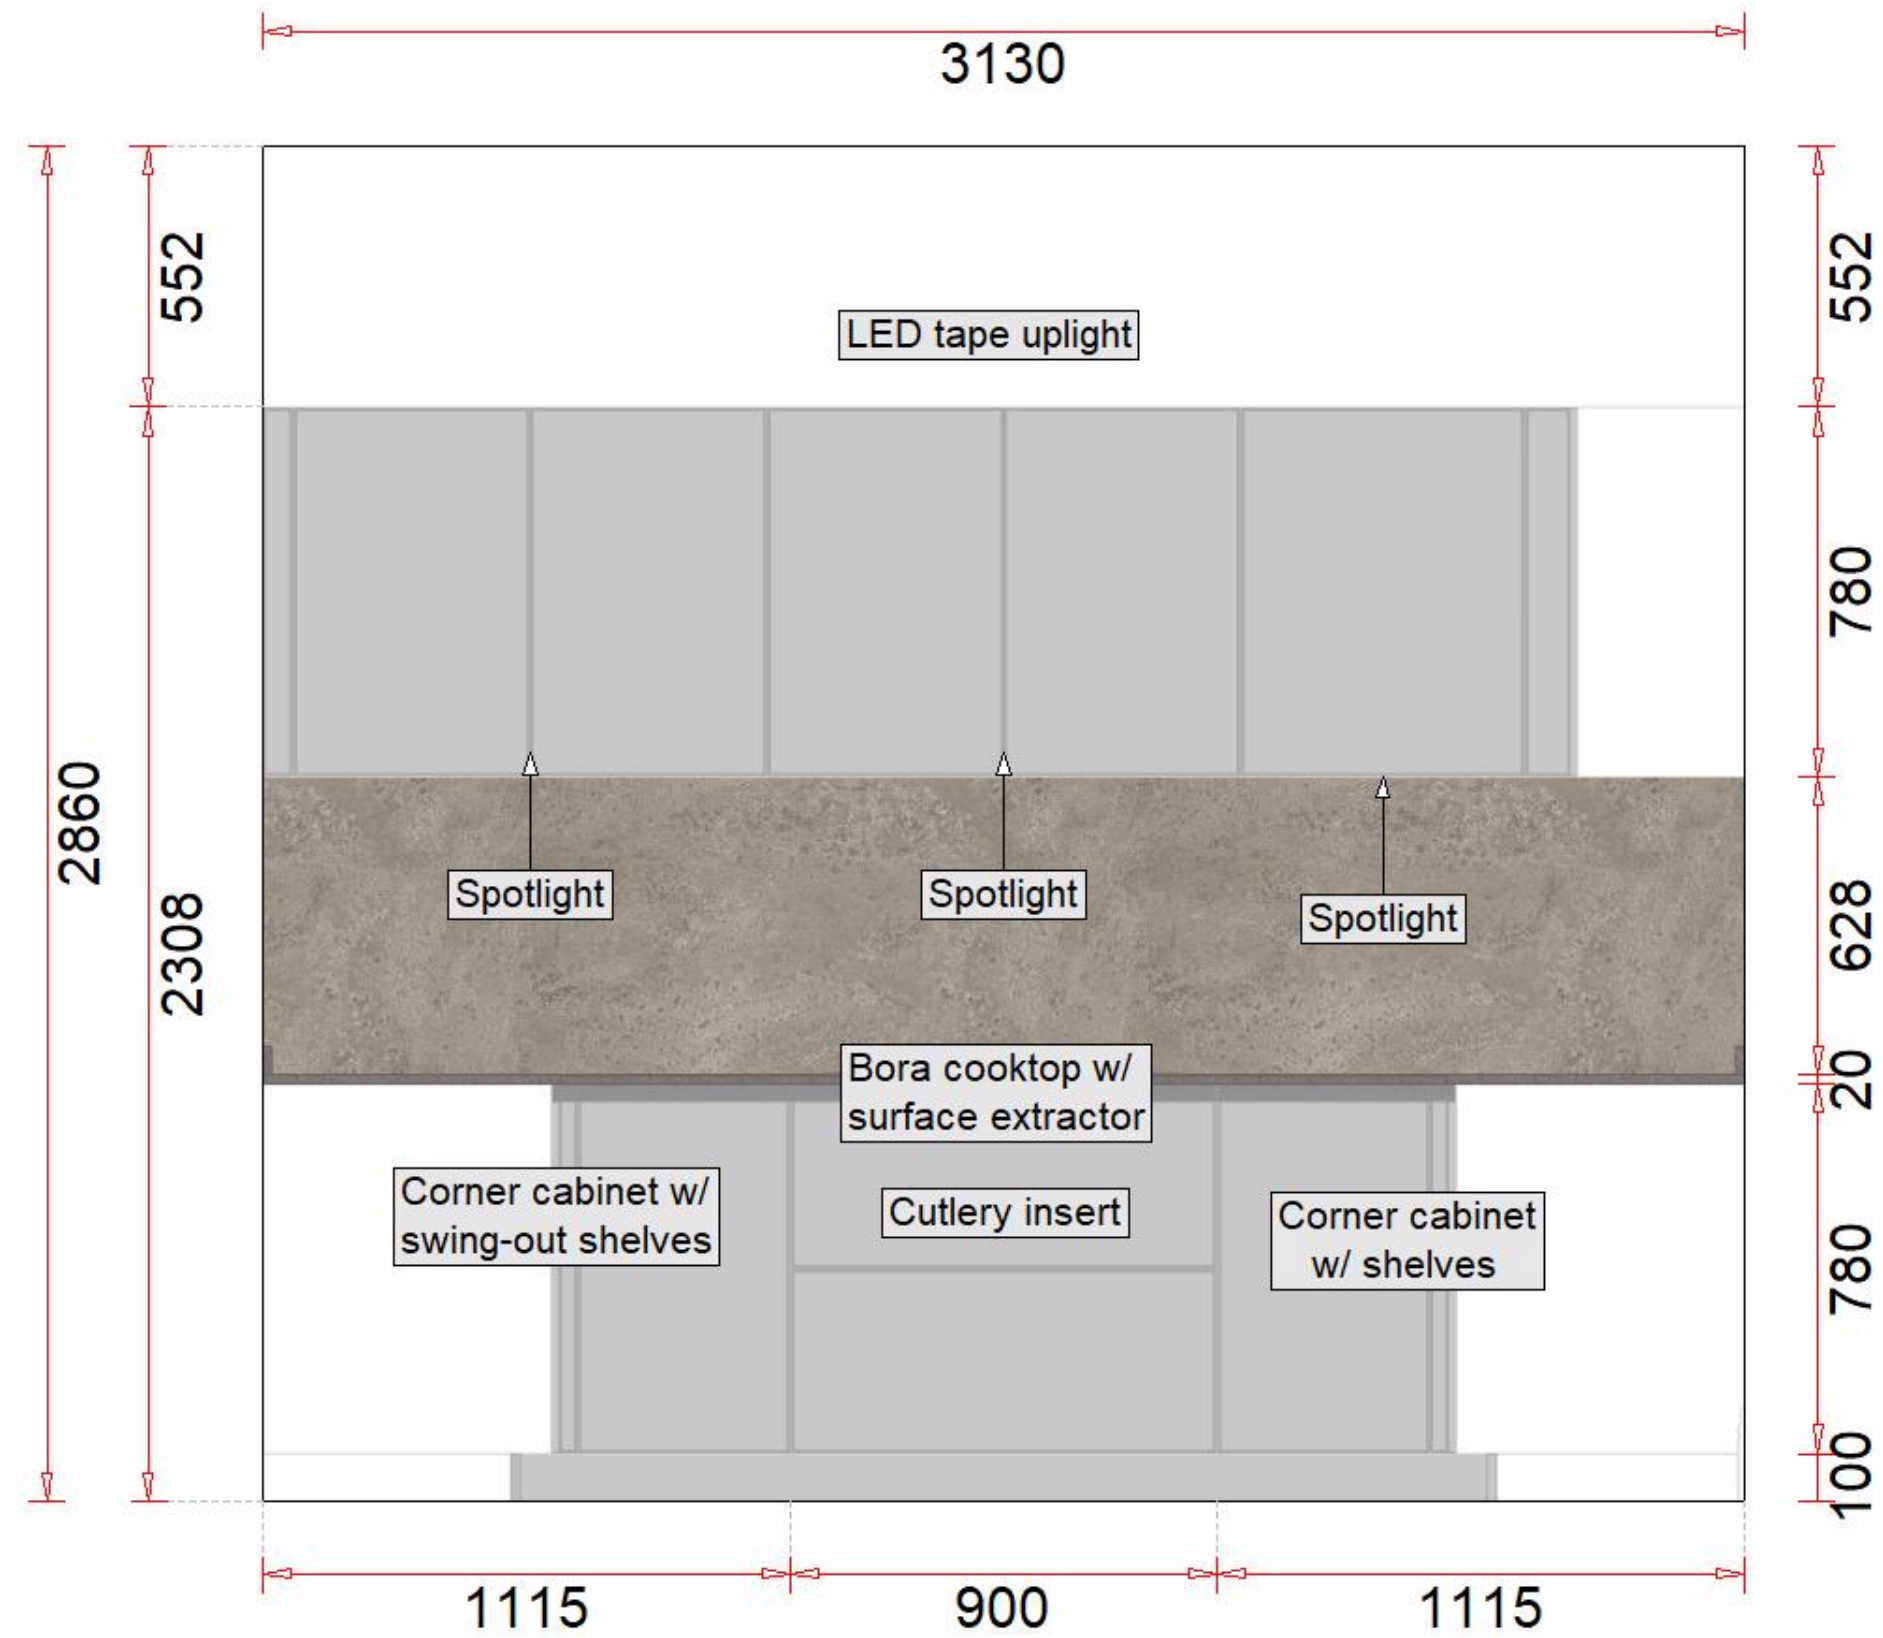 3130
552
552
LED tape uplight
780
2860
Spotlight
Spotlight
Spotlight
2308
628
Bora cooktop w/
surface extractor
20
Corner cabinet w/
swing-out shelves
Cutlery insert
Corner cabinet
w/ shelves
780
100
1115
900
1115